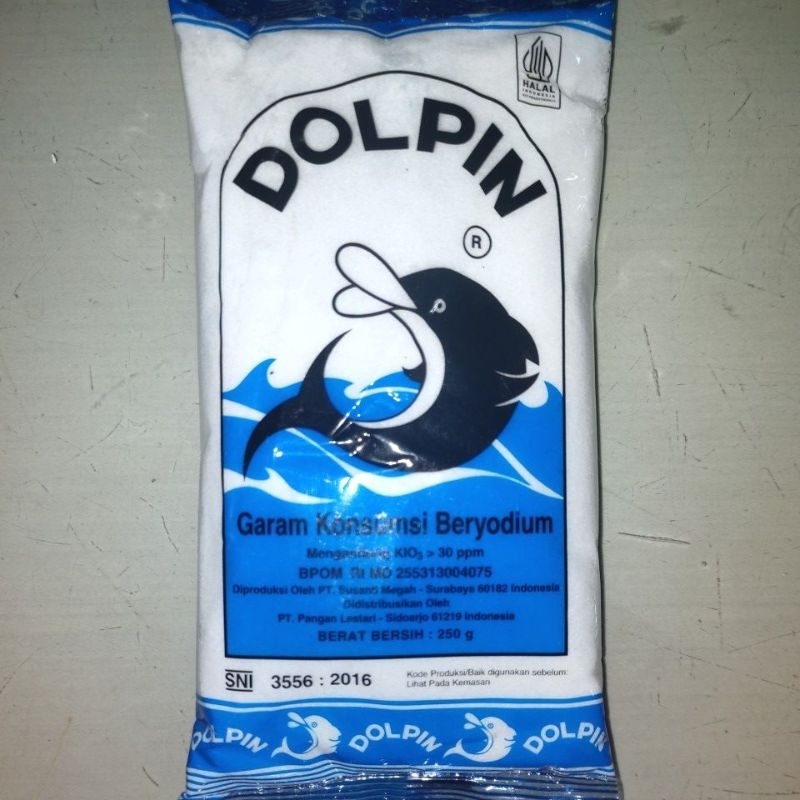 HALAL
INDONESIA
DOLPIN
R
Garam Konsumsi Beryodium
Mengandung KIO₃ > 30 ppm
BPOM RI MD 255313004075
Diproduksi Oleh PT. Susanti Megah - Surabaya 60182 Indonesia
Didistribusikan Oleh
PT. Pangan Lestari - Sidoarjo 61219 Indonesia
BERAT BERSIH : 250 g
SNI 3556 : 2016
Kode Produksi/Baik digunakan sebelum:
Lihat Pada Kemasan
DOLPIN DOLPIN DOLPIN